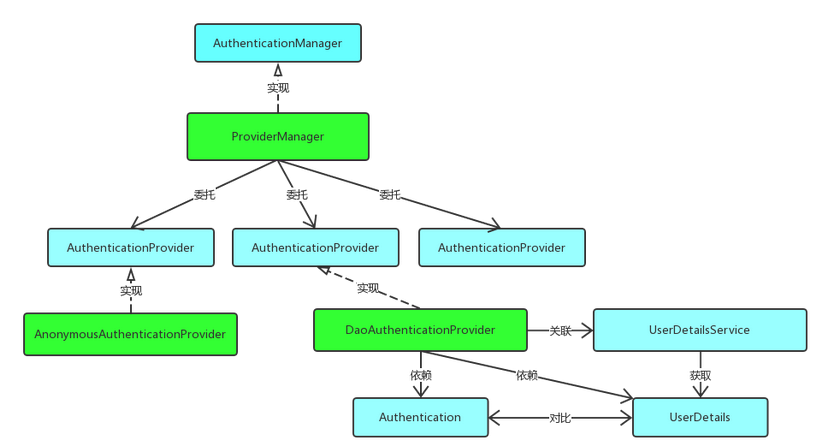 AuthenticationManager
实现
ProviderManager
委托
委托
委托
AuthenticationProvider
AuthenticationProvider
AuthenticationProvider
实现
实现
AnonymousAuthenticationProvider
DaoAuthenticationProvider
关联
UserDetailsService
依赖
依赖
获取
Authentication
对比
UserDetails